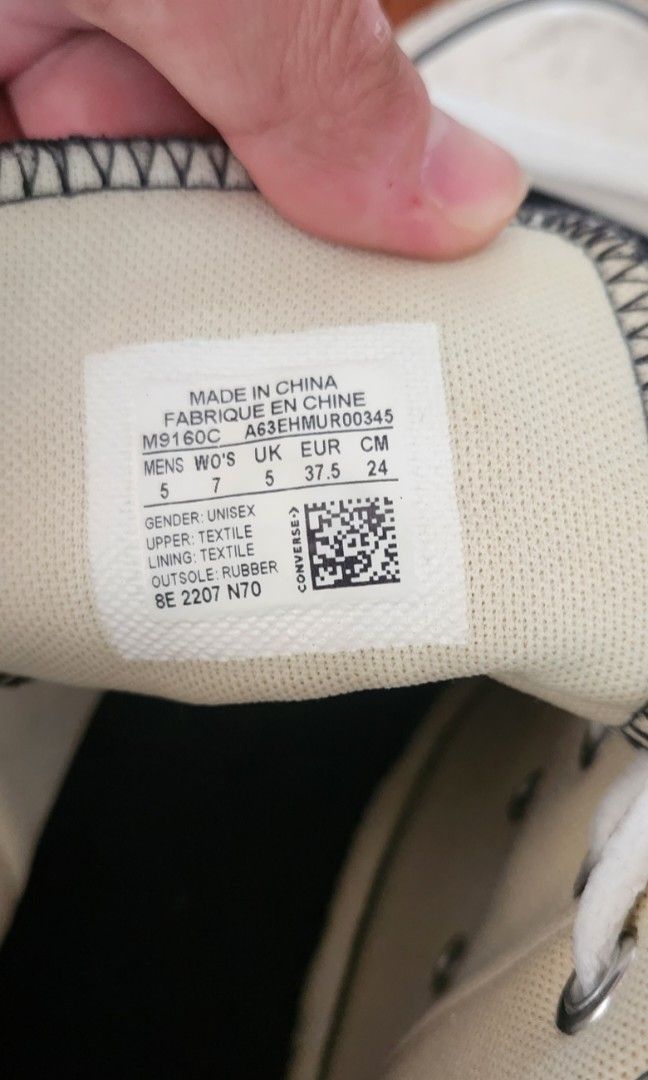 MADE IN CHINA
FABRIQUE EN CHINE
M9160C A63EHMUR00345
MENS WO'S UK EUR CM
5 7 5 37.5 24
GENDER: UNISEX
UPPER: TEXTILE
LINING: TEXTILE
OUTSOLE: RUBBER
8E 2207 N70
CONVERSE